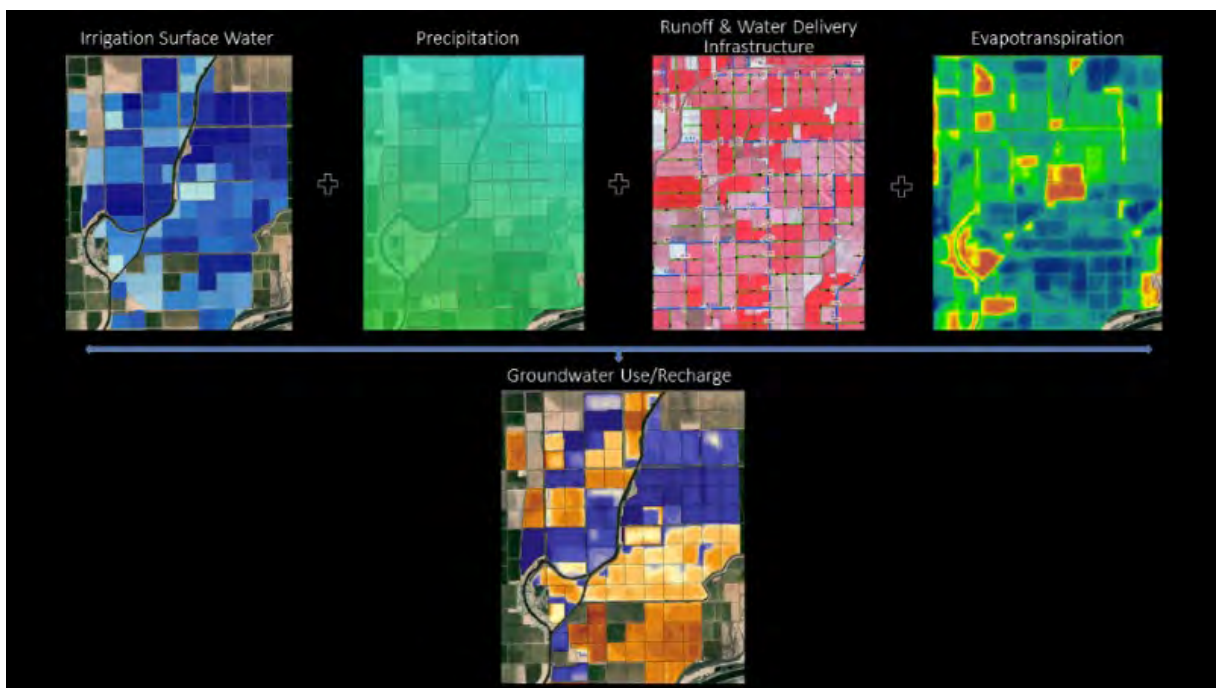 Irrigation Surface Water
Precipitation
Runoff & Water Delivery
Infrastructure
Evapotranspiration
Groundwater Use/Recharge